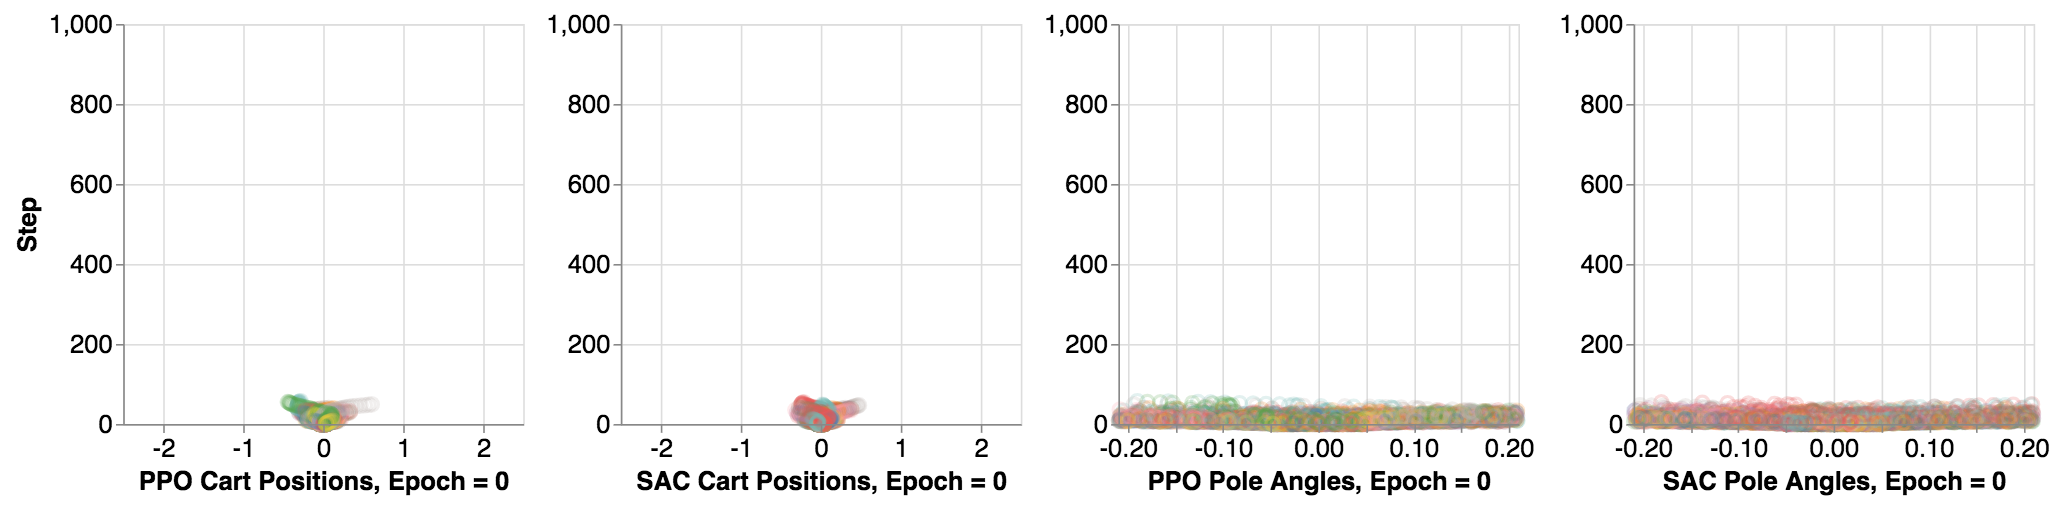 1,000
800
600
400
200
0
Step
-2 -1 0 1 2
PPO Cart Positions, Epoch = 0
1,000
800
600
400
200
0
-2 -1 0 1 2
SAC Cart Positions, Epoch = 0
1,000
800
600
400
200
0
-0.20 -0.10 0.00 0.10 0.20
PPO Pole Angles, Epoch = 0
1,000
800
600
400
200
0
-0.20 -0.10 0.00 0.10 0.20
SAC Pole Angles, Epoch = 0